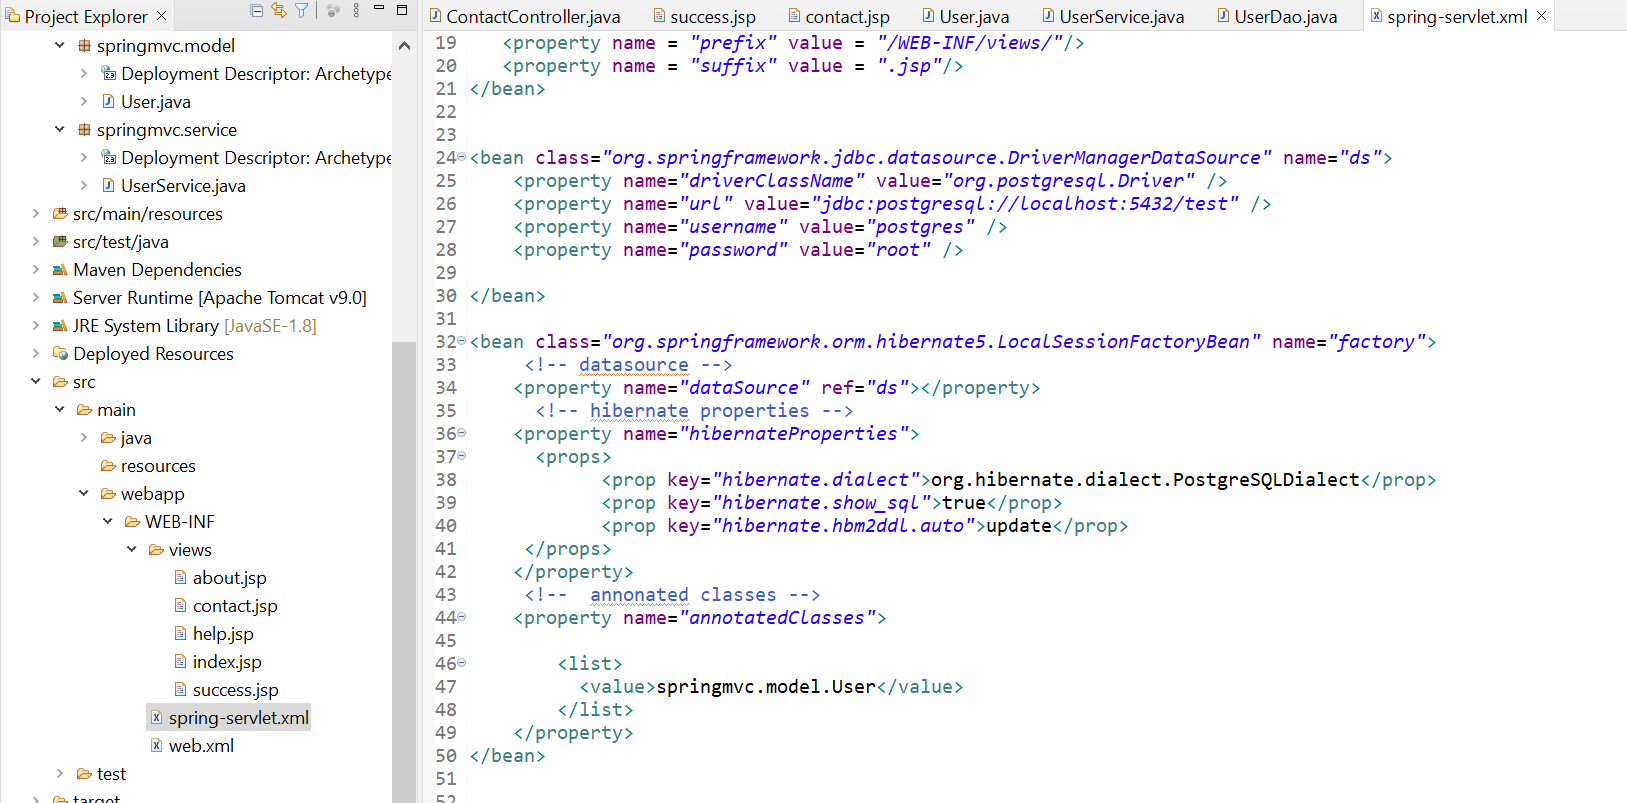 Project Explorer
springmvc.model
Deployment Descriptor: Archetype
User.java
springmvc.service
Deployment Descriptor: Archetype
UserService.java
src/main/resources
src/test/java
Maven Dependencies
Server Runtime [Apache Tomcat v9.0]
JRE System Library [JavaSE-1.8]
Deployed Resources
src
main
java
resources
webapp
WEB-INF
views
about.jsp
contact.jsp
help.jsp
index.jsp
success.jsp
spring-servlet.xml
web.xml
test
target
ContactController.java success.jsp contact.jsp User.java UserService.java UserDao.java spring-servlet.xml
19 <property name = "prefix" value = "/WEB-INF/views/"/>
20 <property name = "suffix" value = ".jsp"/>
21 </bean>
22
23
24 <bean class="org.springframework.jdbc.datasource.DriverManagerDataSource" name="ds">
25 <property name="driverClassName" value="org.postgresql.Driver" />
26 <property name="url" value="jdbc:postgresql://localhost:5432/test" />
27 <property name="username" value="postgres" />
28 <property name="password" value="root" />
29
30 </bean>
31
32 <bean class="org.springframework.orm.hibernate5.LocalSessionFactoryBean" name="factory">
33 <!-- datasource -->
34 <property name="dataSource" ref="ds"></property>
35 <!-- hibernate properties -->
36 <property name="hibernateProperties">
37 <props>
38 <prop key="hibernate.dialect">org.hibernate.dialect.PostgreSQLDialect</prop>
39 <prop key="hibernate.show_sql">true</prop>
40 <prop key="hibernate.hbm2ddl.auto">update</prop>
41 </props>
42 </property>
43 <!--  annonated classes -->
44 <property name="annotatedClasses">
45
46 <list>
47 <value>springmvc.model.User</value>
48 </list>
49 </property>
50 </bean>
51
52